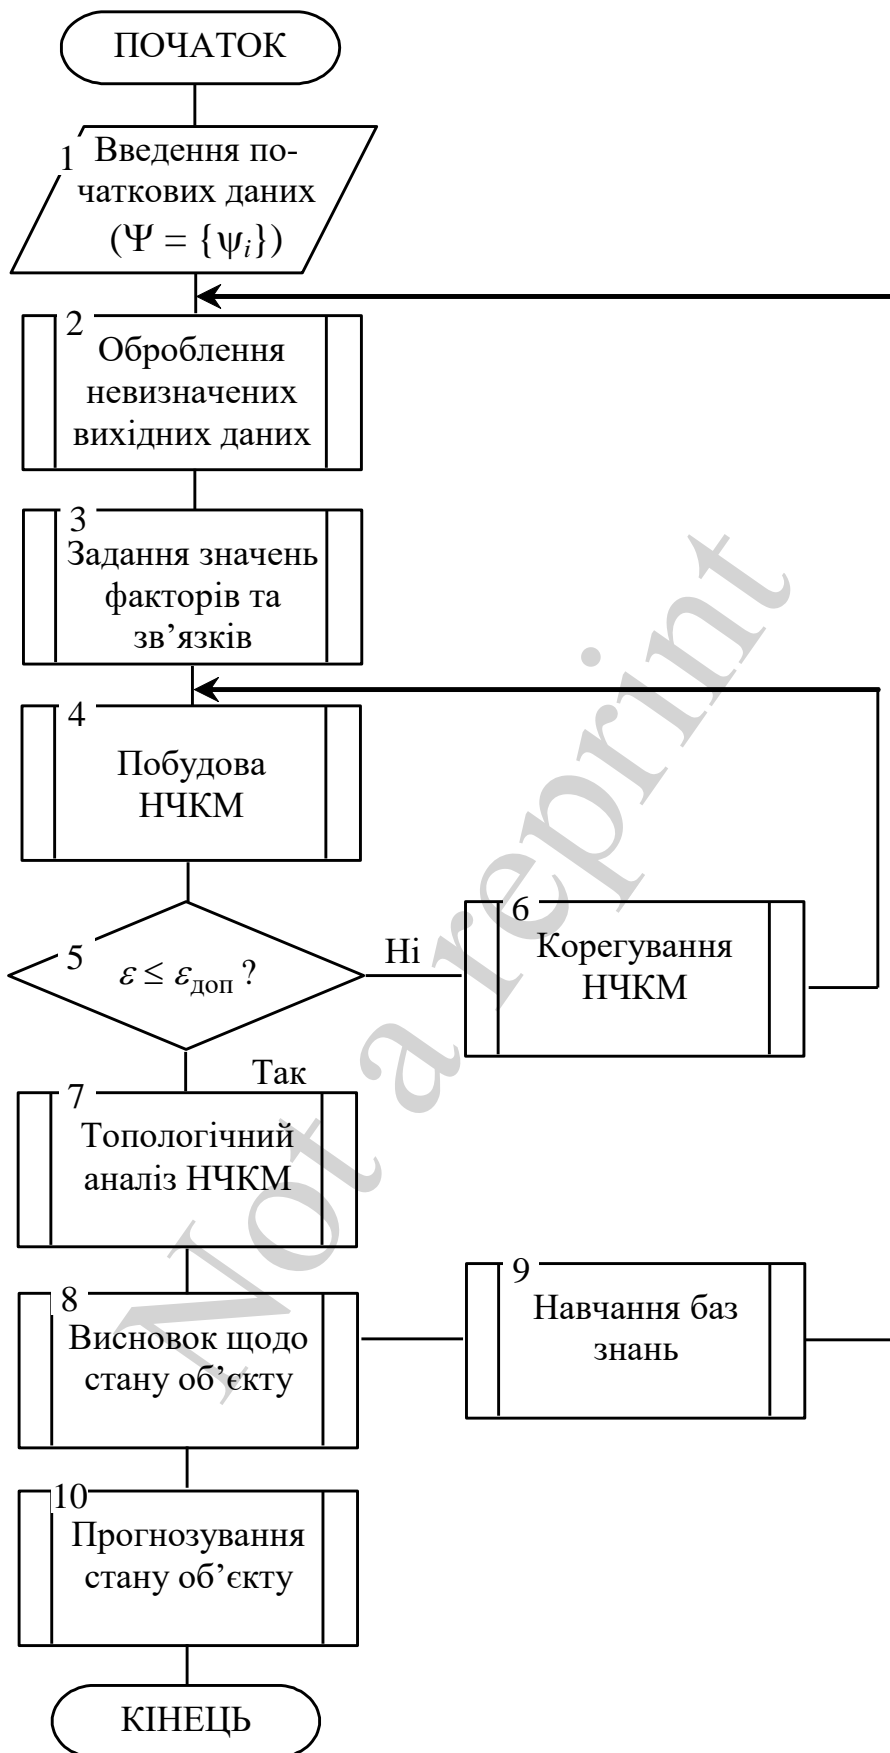 ПОЧАТОК
1
Введення по-
чаткових даних
(Ψ = {ψᵢ})
2
Оброблення
невизначених
вихідних даних
3
Задання значень
факторів та
зв’язків
4
Побудова
НЧКМ
5
ε ≤ εдоп ?
Ні
6
Корегування
НЧКМ
Так
7
Топологічний
аналіз НЧКМ
8
Висновок щодо
стану об’єкту
9
Навчання баз
знань
10
Прогнозування
стану об’єкту
КІНЕЦЬ
Not a reprint